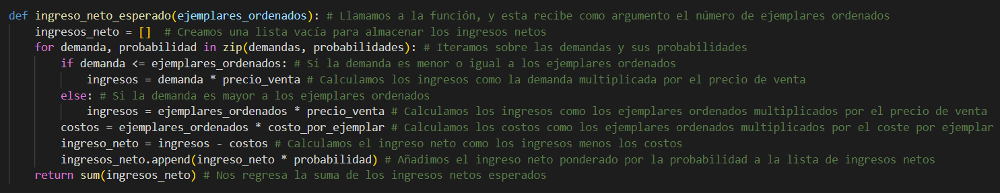 def ingreso_neto_esperado(ejemplares_ordenados): # Llamamos a la función, y esta recibe como argumento el número de ejemplares ordenados
    ingresos_neto = []  # Creamos una lista vacía para almacenar los ingresos netos
    for demanda, probabilidad in zip(demandas, probabilidades): # Iteramos sobre las demandas y sus probabilidades
        if demanda <= ejemplares_ordenados: # Si la demanda es menor o igual a los ejemplares ordenados
            ingresos = demanda * precio_venta # Calculamos los ingresos como la demanda multiplicada por el precio de venta
        else: # Si la demanda es mayor a los ejemplares ordenados
            ingresos = ejemplares_ordenados * precio_venta # Calculamos los ingresos como los ejemplares ordenados multiplicados por el precio de venta
        costos = ejemplares_ordenados * costo_por_ejemplar # Calculamos los costos como los ejemplares ordenados multiplicados por el coste por ejemplar
        ingreso_neto = ingresos - costos # Calculamos el ingreso neto como los ingresos menos los costos
        ingresos_neto.append(ingreso_neto * probabilidad) # Añadimos el ingreso neto ponderado por la probabilidad a la lista de ingresos netos
    return sum(ingresos_neto) # Nos regresa la suma de los ingresos netos esperados